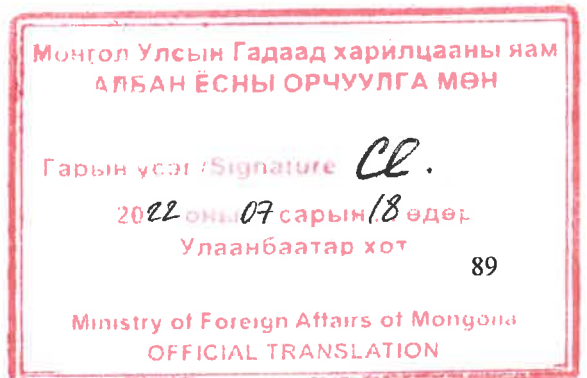 Монгол Улсын Гадаад харилцааны яам
АЛБАН ЁСНЫ ОРЧУУЛГА МӨН
Гарын үсэг /Signature
2022 оны 07 сарын 18 өдөр
Улаанбаатар хот
89
Ministry of Foreign Affairs of Mongolia
OFFICIAL TRANSLATION